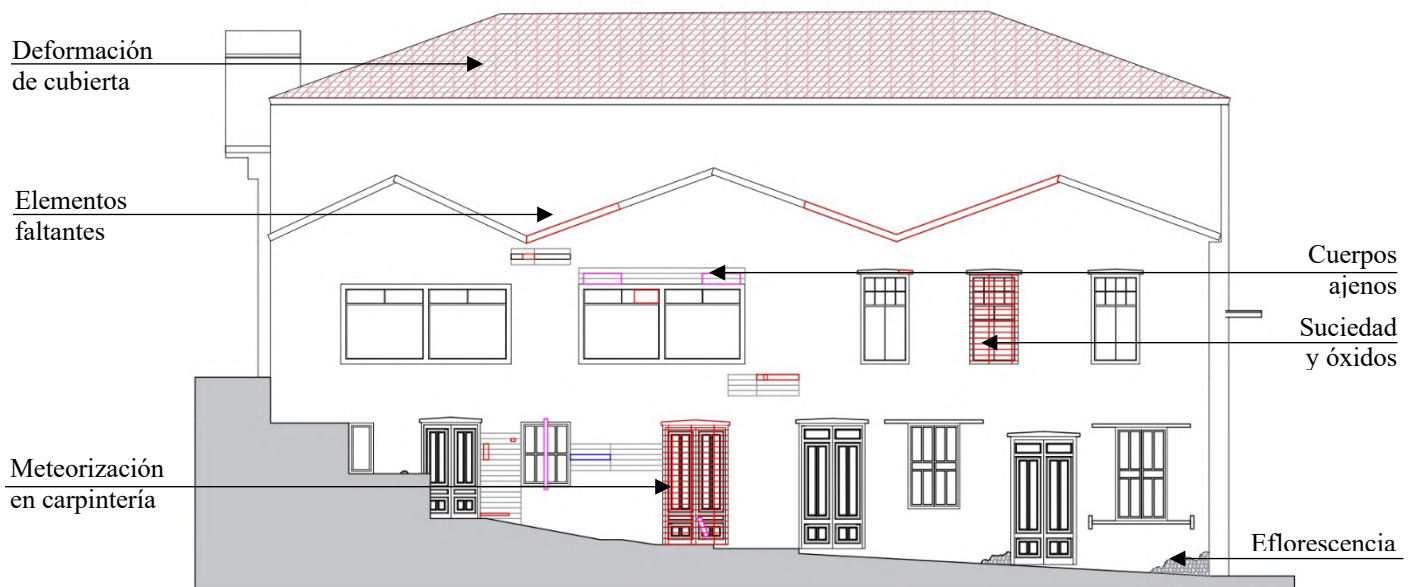 Deformación
de cubierta
Elementos
faltantes
Cuerpos
ajenos
Suciedad
y óxidos
Meteorización
en carpintería
Eflorescencia